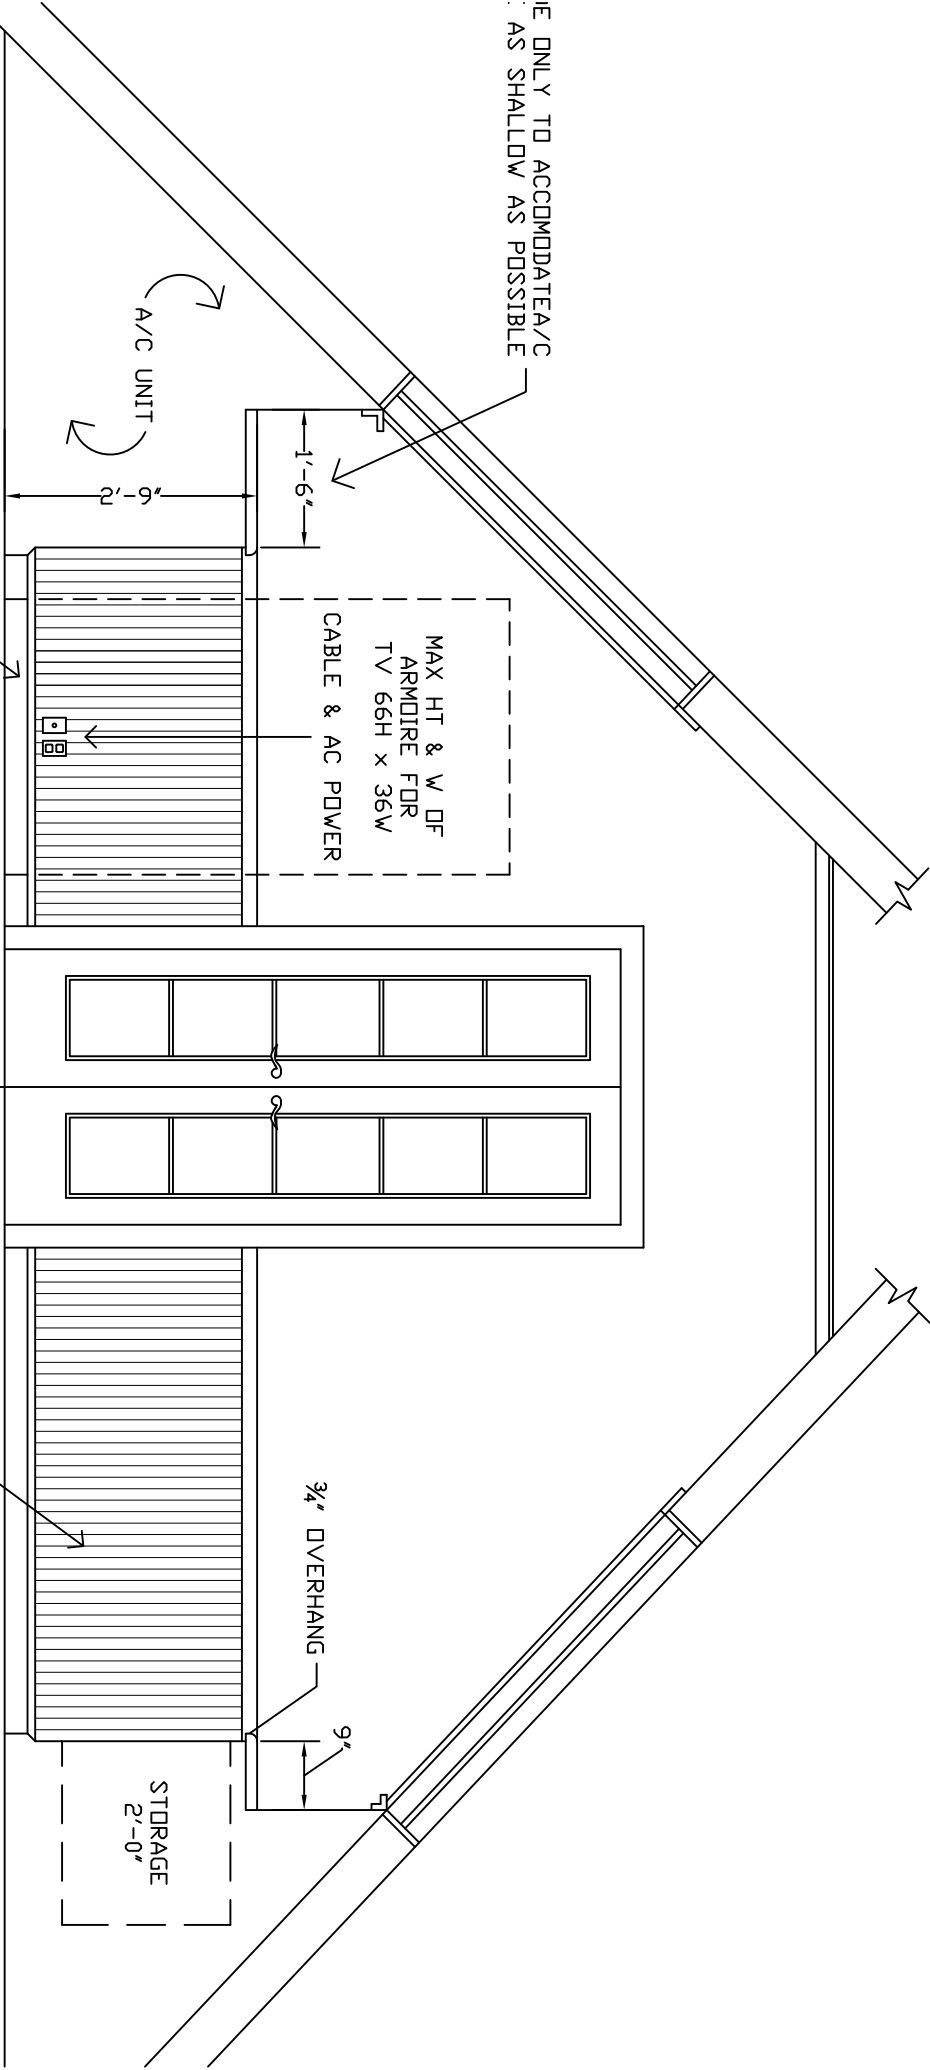 E ONLY TO ACCOMODATEA/C
AS SHALLOW AS POSSIBLE
A/C UNIT
1'-6"
2'-9"
MAX HT & W OF
ARMOIRE FOR
TV 66H x 36W
CABLE & AC POWER
¾" OVERHANG
9"
STORAGE
2'-0"